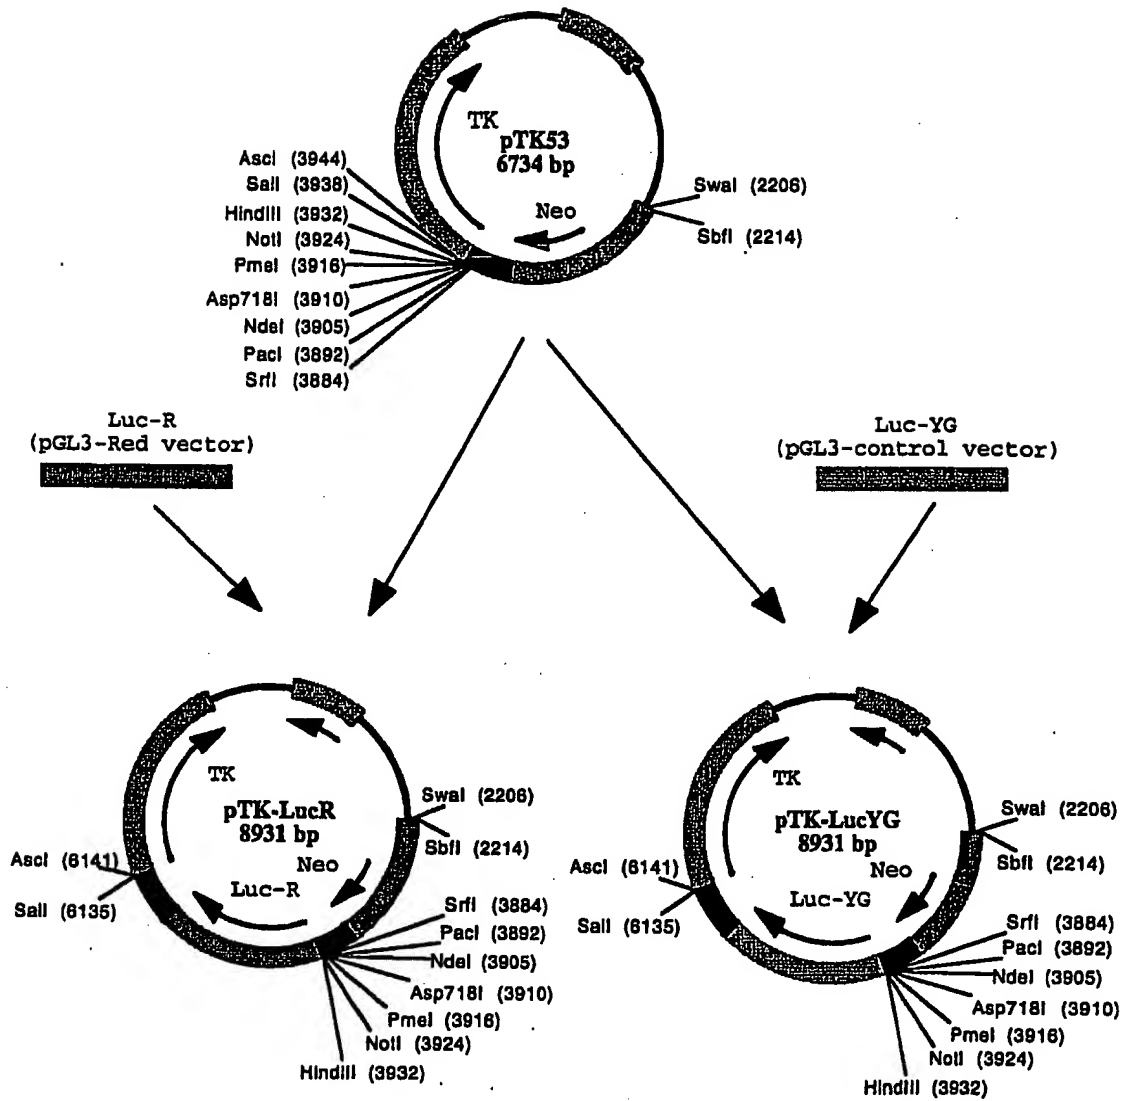 TK
pTK53
6734 bp
Neo
AscI (3944)
SalI (3938)
HindIII (3932)
NotI (3924)
PmeI (3916)
Asp718I (3910)
NdeI (3905)
PacI (3892)
SrfI (3884)
SwaI (2206)
SbfI (2214)
Luc-R
(pGL3-Red vector)
Luc-YG
(pGL3-control vector)
TK
pTK-LucR
8931 bp
Neo
Luc-R
SwaI (2206)
SbfI (2214)
AscI (6141)
SalI (6135)
SrfI (3884)
PacI (3892)
NdeI (3905)
Asp718I (3910)
PmeI (3916)
NotI (3924)
HindIII (3932)
TK
pTK-LucYG
8931 bp
Neo
Luc-YG
SwaI (2206)
SbfI (2214)
AscI (6141)
SalI (6135)
SrfI (3884)
PacI (3892)
NdeI (3905)
Asp718I (3910)
PmeI (3916)
NotI (3924)
HindIII (3932)